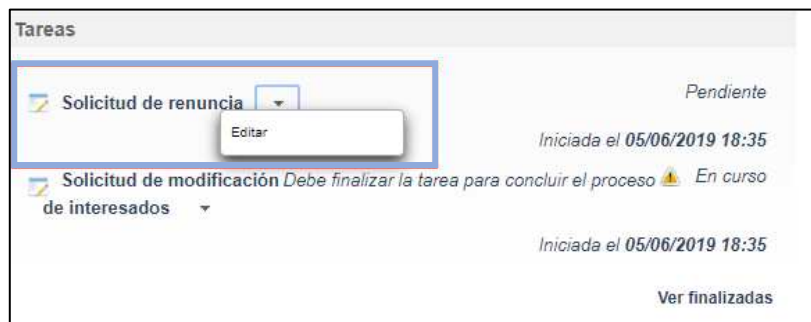 Tareas
Solicitud de renuncia
Pendiente
Editar
Iniciada el 05/06/2019 18:35
Solicitud de modificación Debe finalizar la tarea para concluir el proceso En curso
de interesados
Iniciada el 05/06/2019 18:35
Ver finalizadas